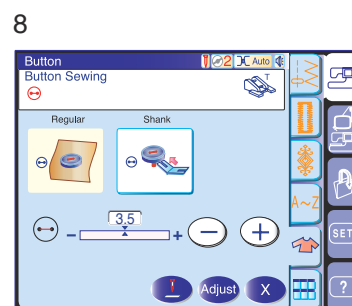 8
Button
2 Auto
Button Sewing
T
Regular Shank
3.5
- +
- +
Adjust X
A~Z
SET
?